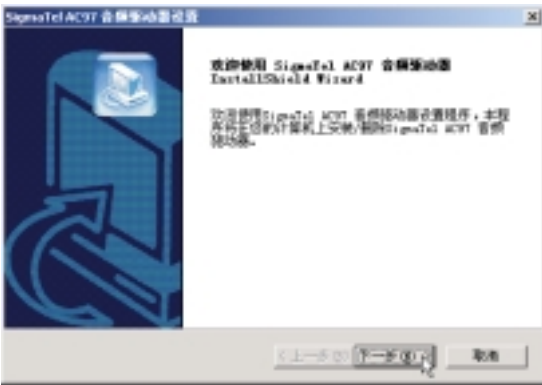 SigmaTel AC97 音频驱动器设置
欢迎使用 SigmaTel AC97 音频驱动器
InstallShield Wizard
欢迎使用SigmaTel AC97 音频驱动器设置程序，本程
序将在您的计算机上安装/删除SigmaTel AC97 音频
驱动器。
<上一步(B) 下一步(N)> 取消